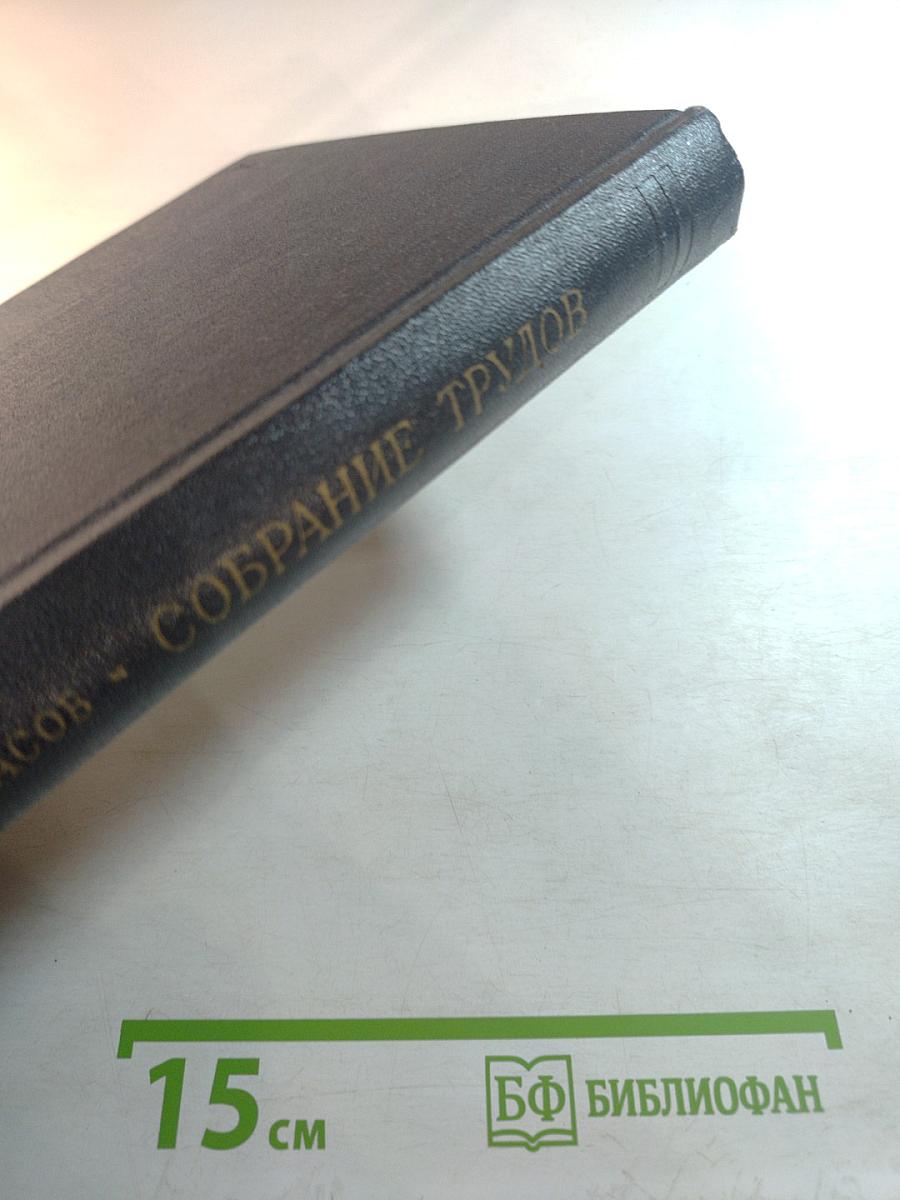 АСОВ - СОБРАНИЕ ТРУДОВ
15 см
БФ БИБЛИОФАН